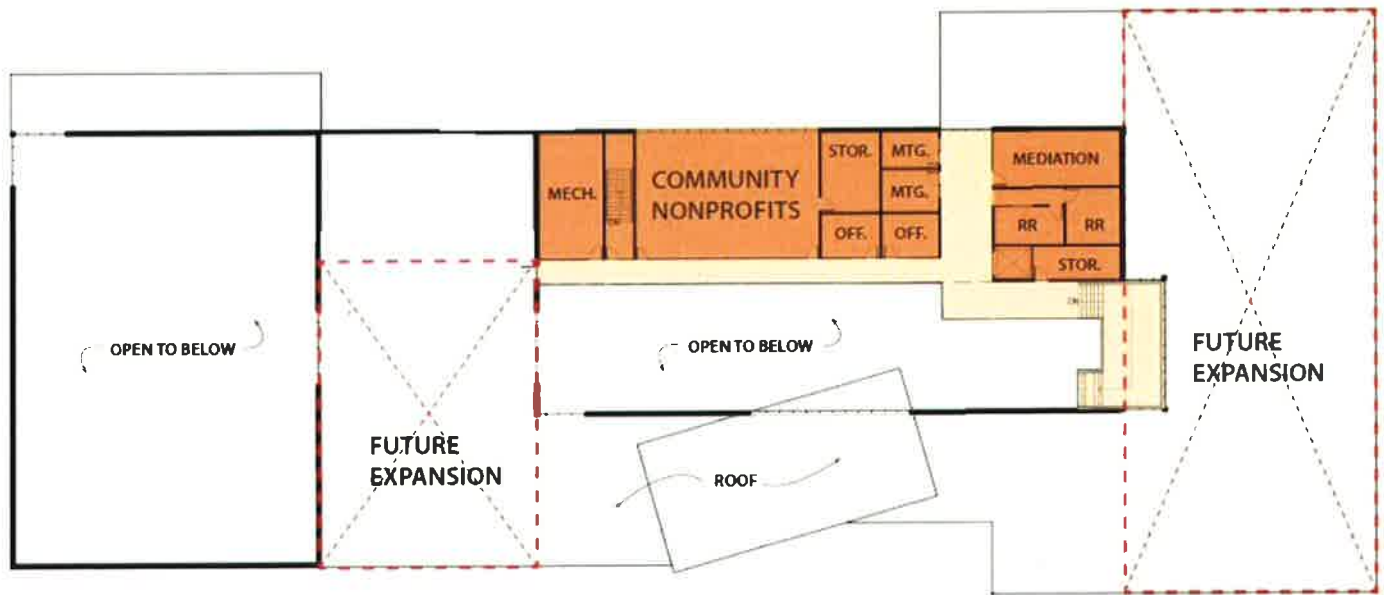 MECH.
COMMUNITY
NONPROFITS
STOR.
MTG.
MTG.
OFF.
OFF.
MEDIATION
RR
RR
STOR.
OPEN TO BELOW
OPEN TO BELOW
FUTURE
EXPANSION
FUTURE
EXPANSION
ROOF